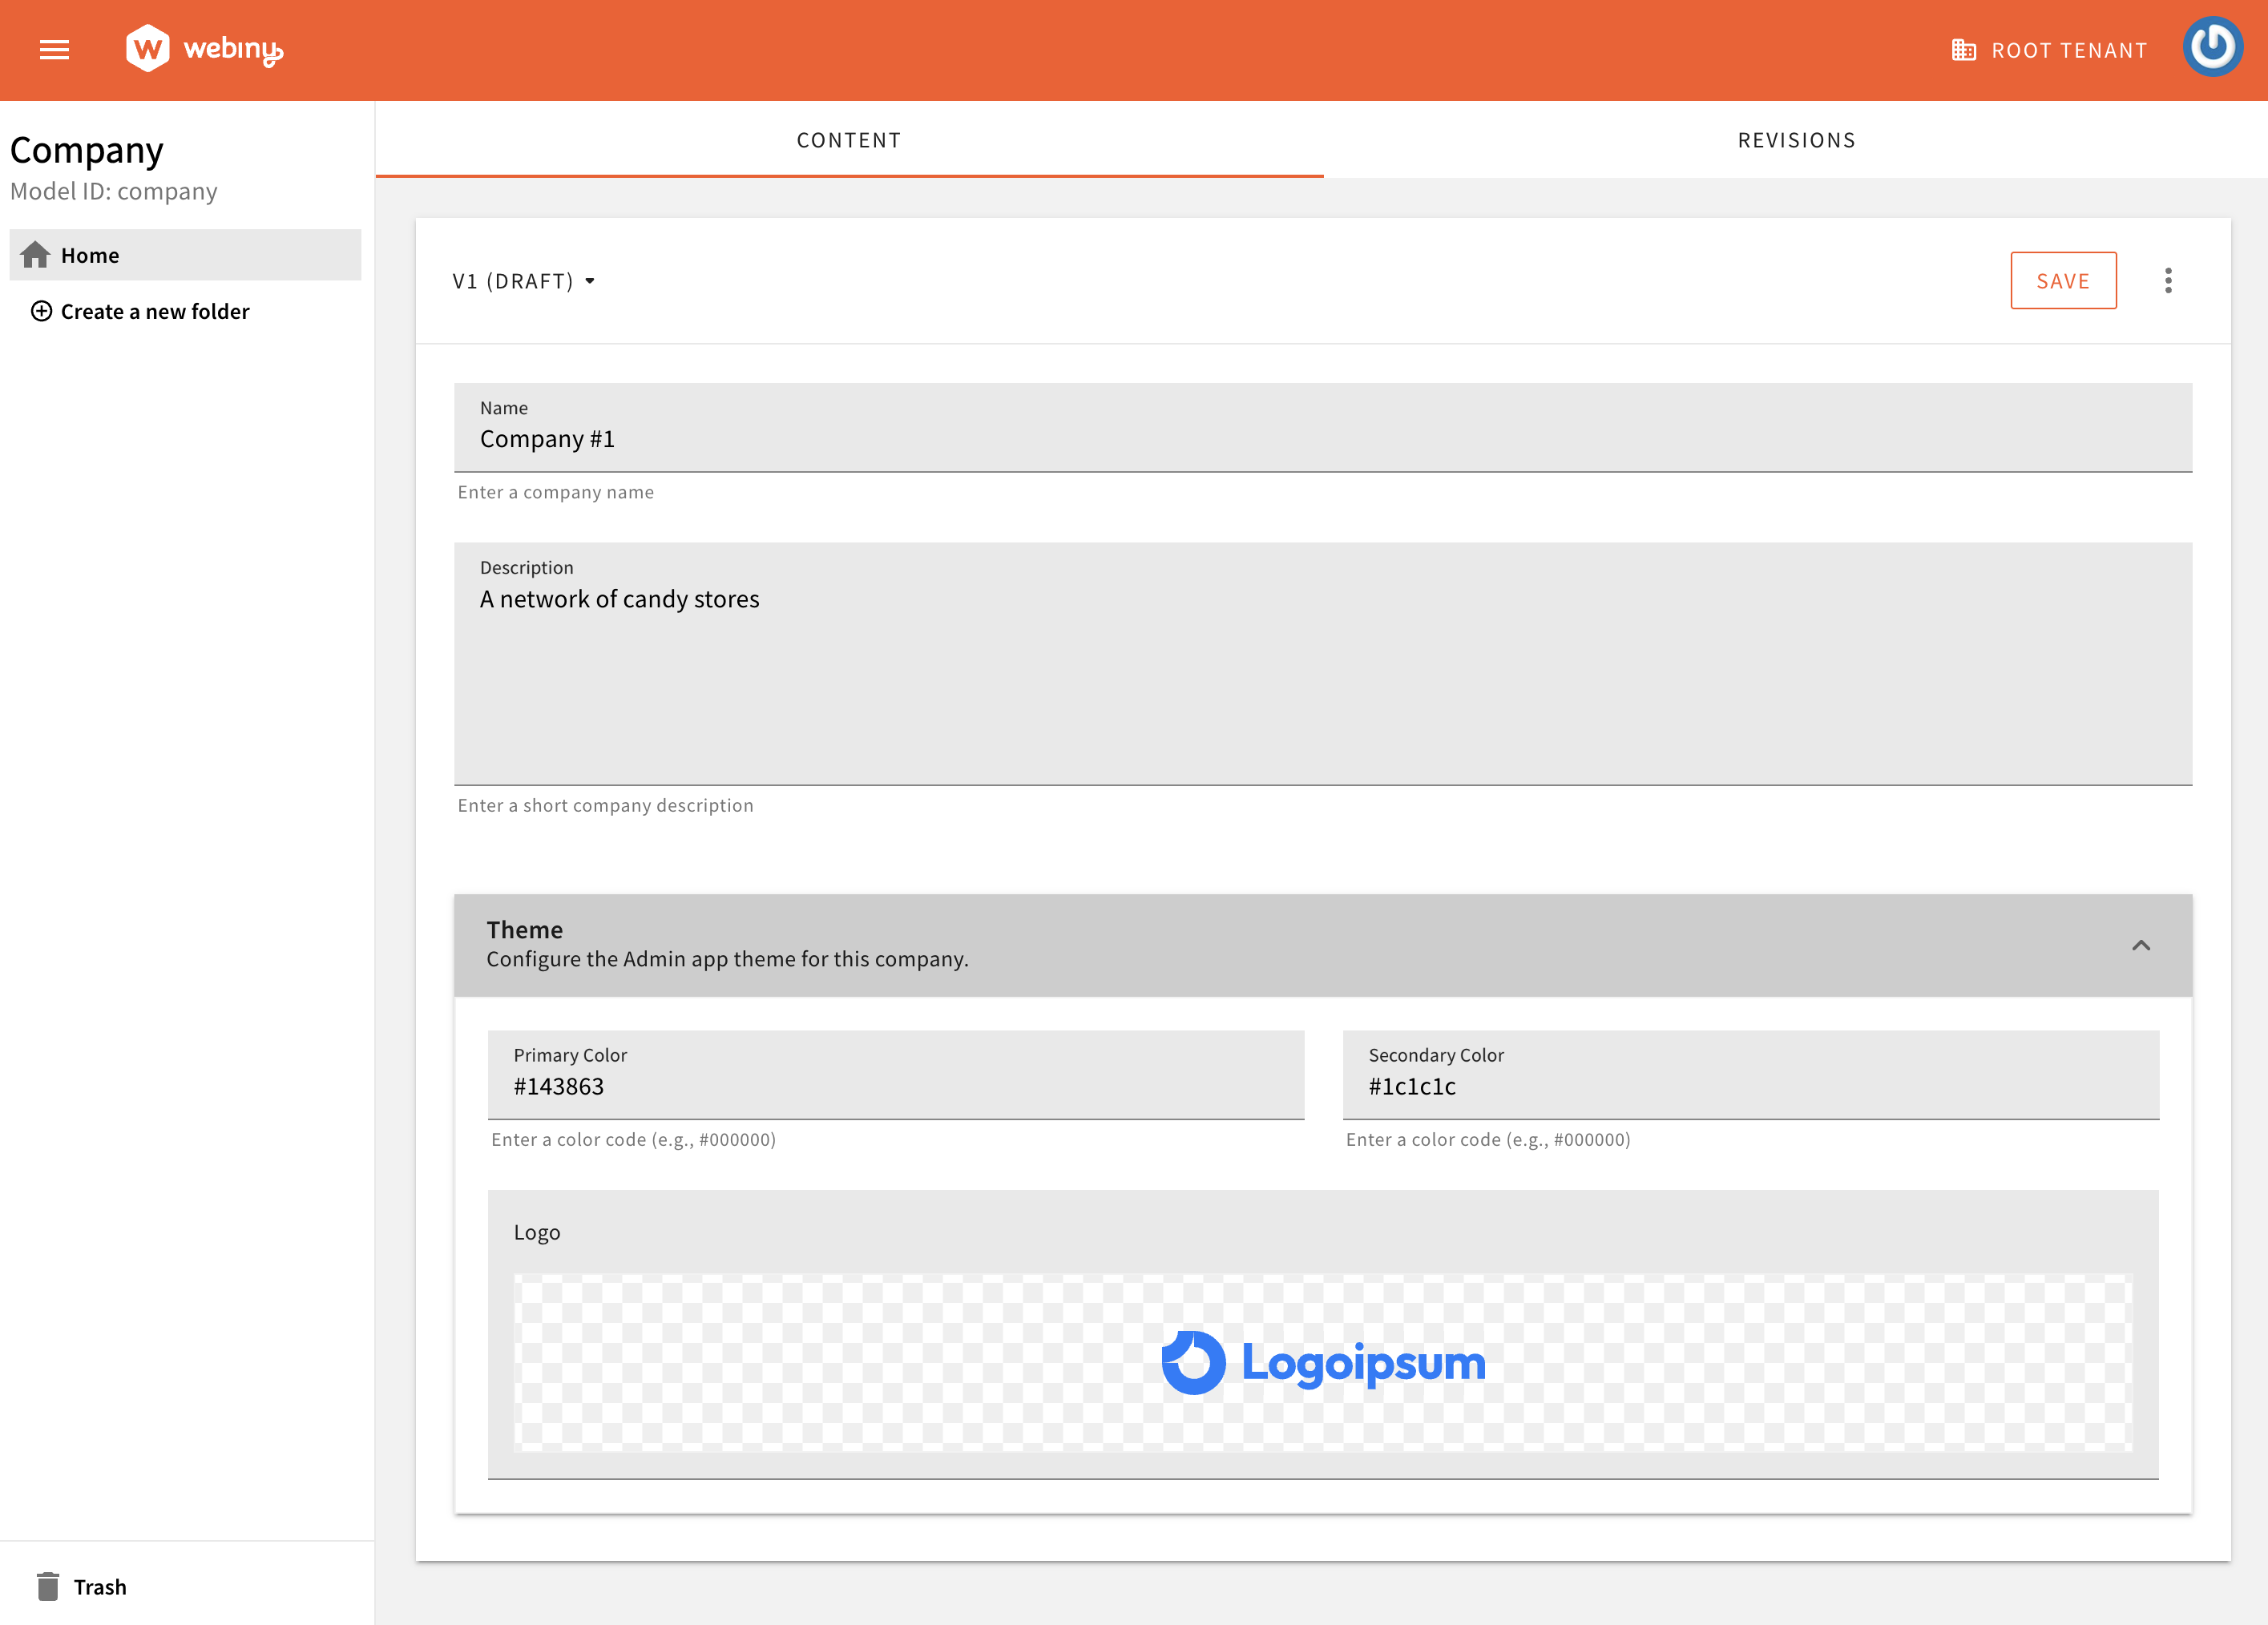 webiny
ROOT TENANT
Company
Model ID: company
Home
Create a new folder
Trash
CONTENT
REVISIONS
V1 (DRAFT)
SAVE
Name
Company #1
Enter a company name
Description
A network of candy stores
Enter a short company description
Theme
Configure the Admin app theme for this company.
Primary Color
#143863
Enter a color code (e.g., #000000)
Secondary Color
#1c1c1c
Enter a color code (e.g., #000000)
Logo
Logoipsum